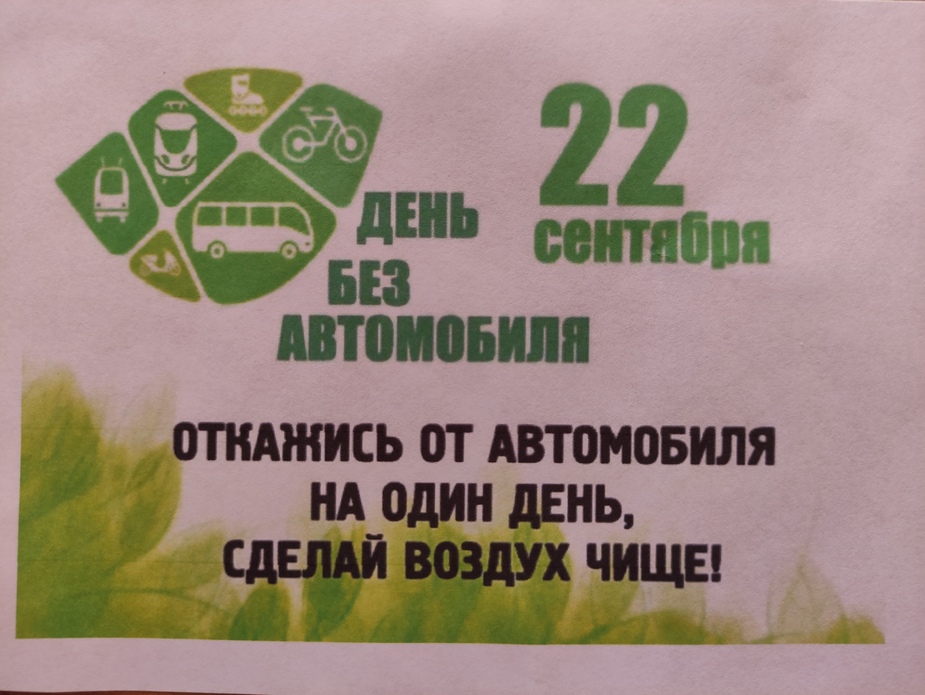 22
сентября
ДЕНЬ
БЕЗ
АВТОМОБИЛЯ
ОТКАЖИСЬ ОТ АВТОМОБИЛЯ
НА ОДИН ДЕНЬ,
СДЕЛАЙ ВОЗДУХ ЧИЩЕ!